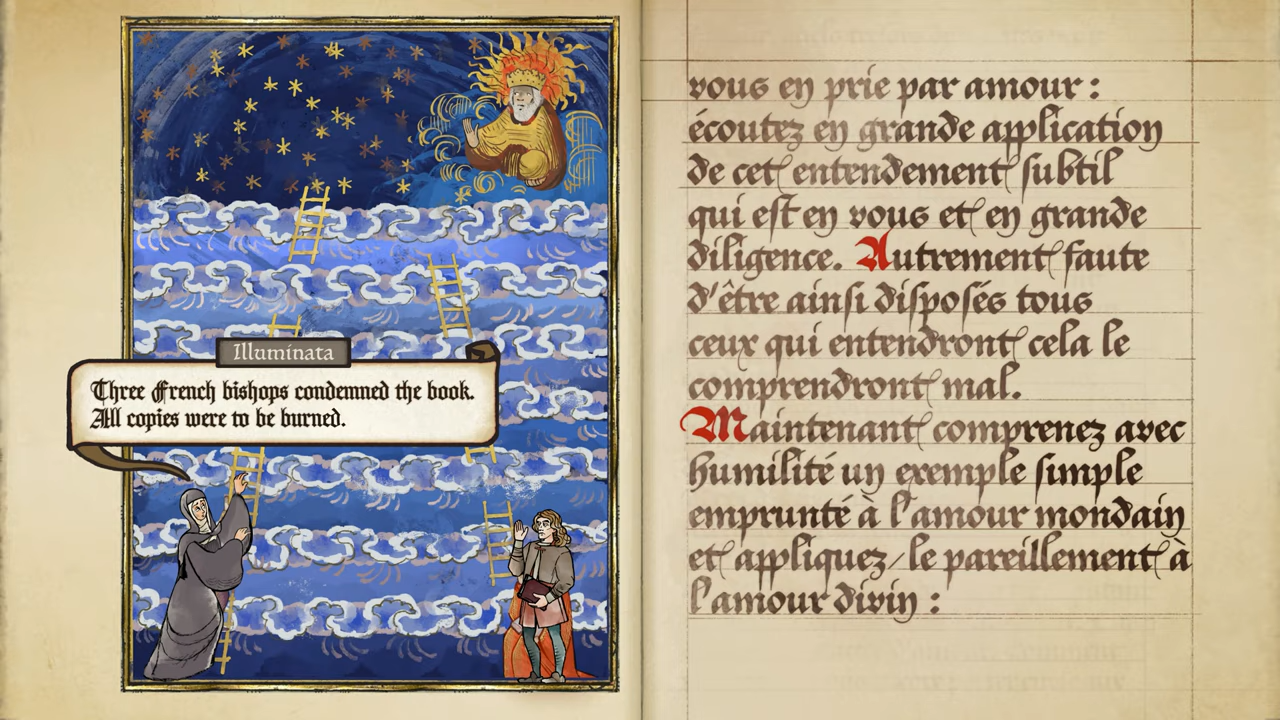 Illuminata
Three French bishops condemned the book.
All copies were to be burned.
vous en prie par amour :
écoutez en grande application
de cet entendement subtil
qui est en vous et en grande
diligence. Autrement faute
d'être ainsi disposés tous
ceux qui entendront cela le
comprendront mal.
Maintenant comprenez avec
humilité un exemple simple
emprunté à l'amour mondain
et appliquez-le pareillement à
l'amour divin :